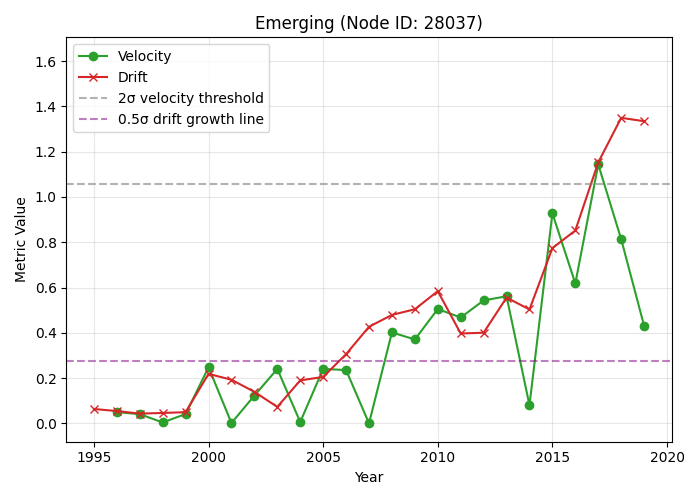 Emerging (Node ID: 28037)
Velocity
Drift
2σ velocity threshold
0.5σ drift growth line
Metric Value
1.6
1.4
1.2
1.0
0.8
0.6
0.4
0.2
0.0
1995
2000
2005
2010
2015
2020
Year